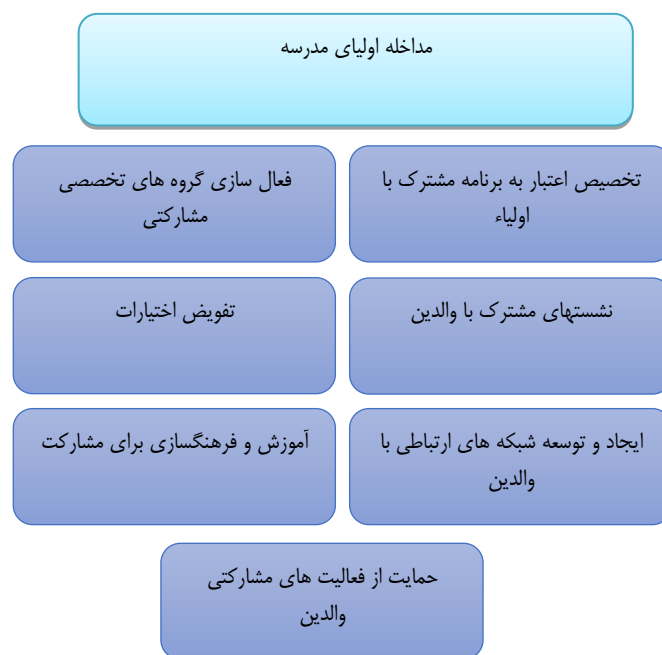 مداخله اولیای مدرسه
تخصیص اعتبار به برنامه مشترک با
اولیاء
فعال سازی گروه های تخصصی
مشارکتی
نشستهای مشترک با والدین
تفویض اختیارات
ایجاد و توسعه شبکه های ارتباطی با
والدین
آموزش و فرهنگسازی برای مشارکت
حمایت از فعالیت های مشارکتی
والدین